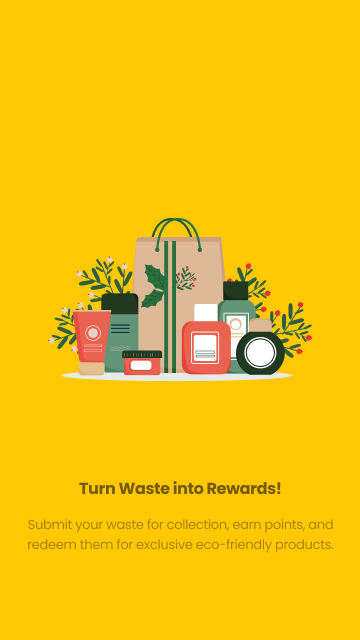 Turn Waste into Rewards!
Submit your waste for collection, earn points, and
redeem them for exclusive eco-friendly products.